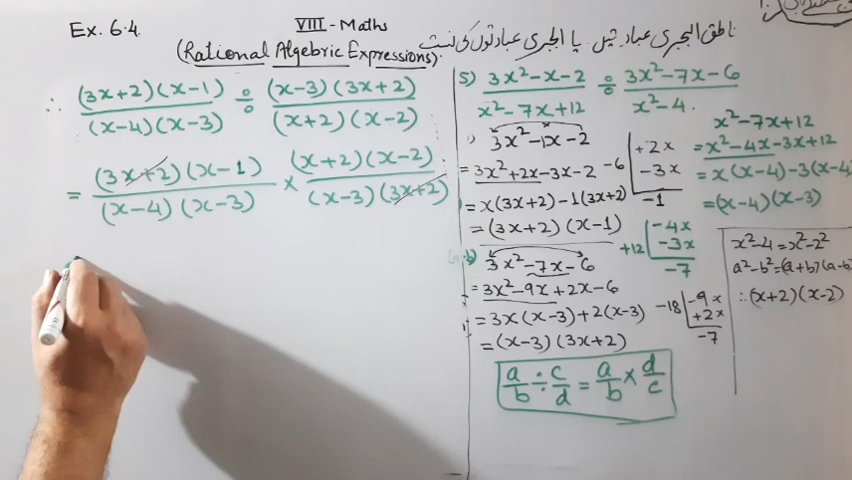 Ex. 6.4.
VIII - Maths
(Rational Algebric Expressions).
ناطق الجبری عبارتیں یا الجبری عبارتوں کی نسبت
∴ (3x+2)(x-1)/(x-4)(x-3) ÷ (x-3)(3x+2)/(x+2)(x-2)
= (3x+2)(x-1)/(x-4)(x-3) × (x+2)(x-2)/(x-3)(3x+2)
5) 3x²-x-2/x²-7x+12 ÷ 3x²-7x-6/x²-4.
3x²-1x-2
= 3x²+2x-3x-2
-6
+2x
-3x
-1
= x(3x+2)-1(3x+2)
= (3x+2)(x-1)
3x²-7x-6
= 3x²-9x+2x-6
= 3x(x-3)+2(x-3)
-18
-9x
+2x
-7
= (x-3)(3x+2)
a/b ÷ c/d = a/b × d/c
x²-7x+12
= x²-4x-3x+12
= x(x-4)-3(x-4)
= (x-4)(x-3)
+12
-4x
-3x
-7
x²-4=x²-2²
a²-b²=(a+b)(a-b)
∴(x+2)(x-2)